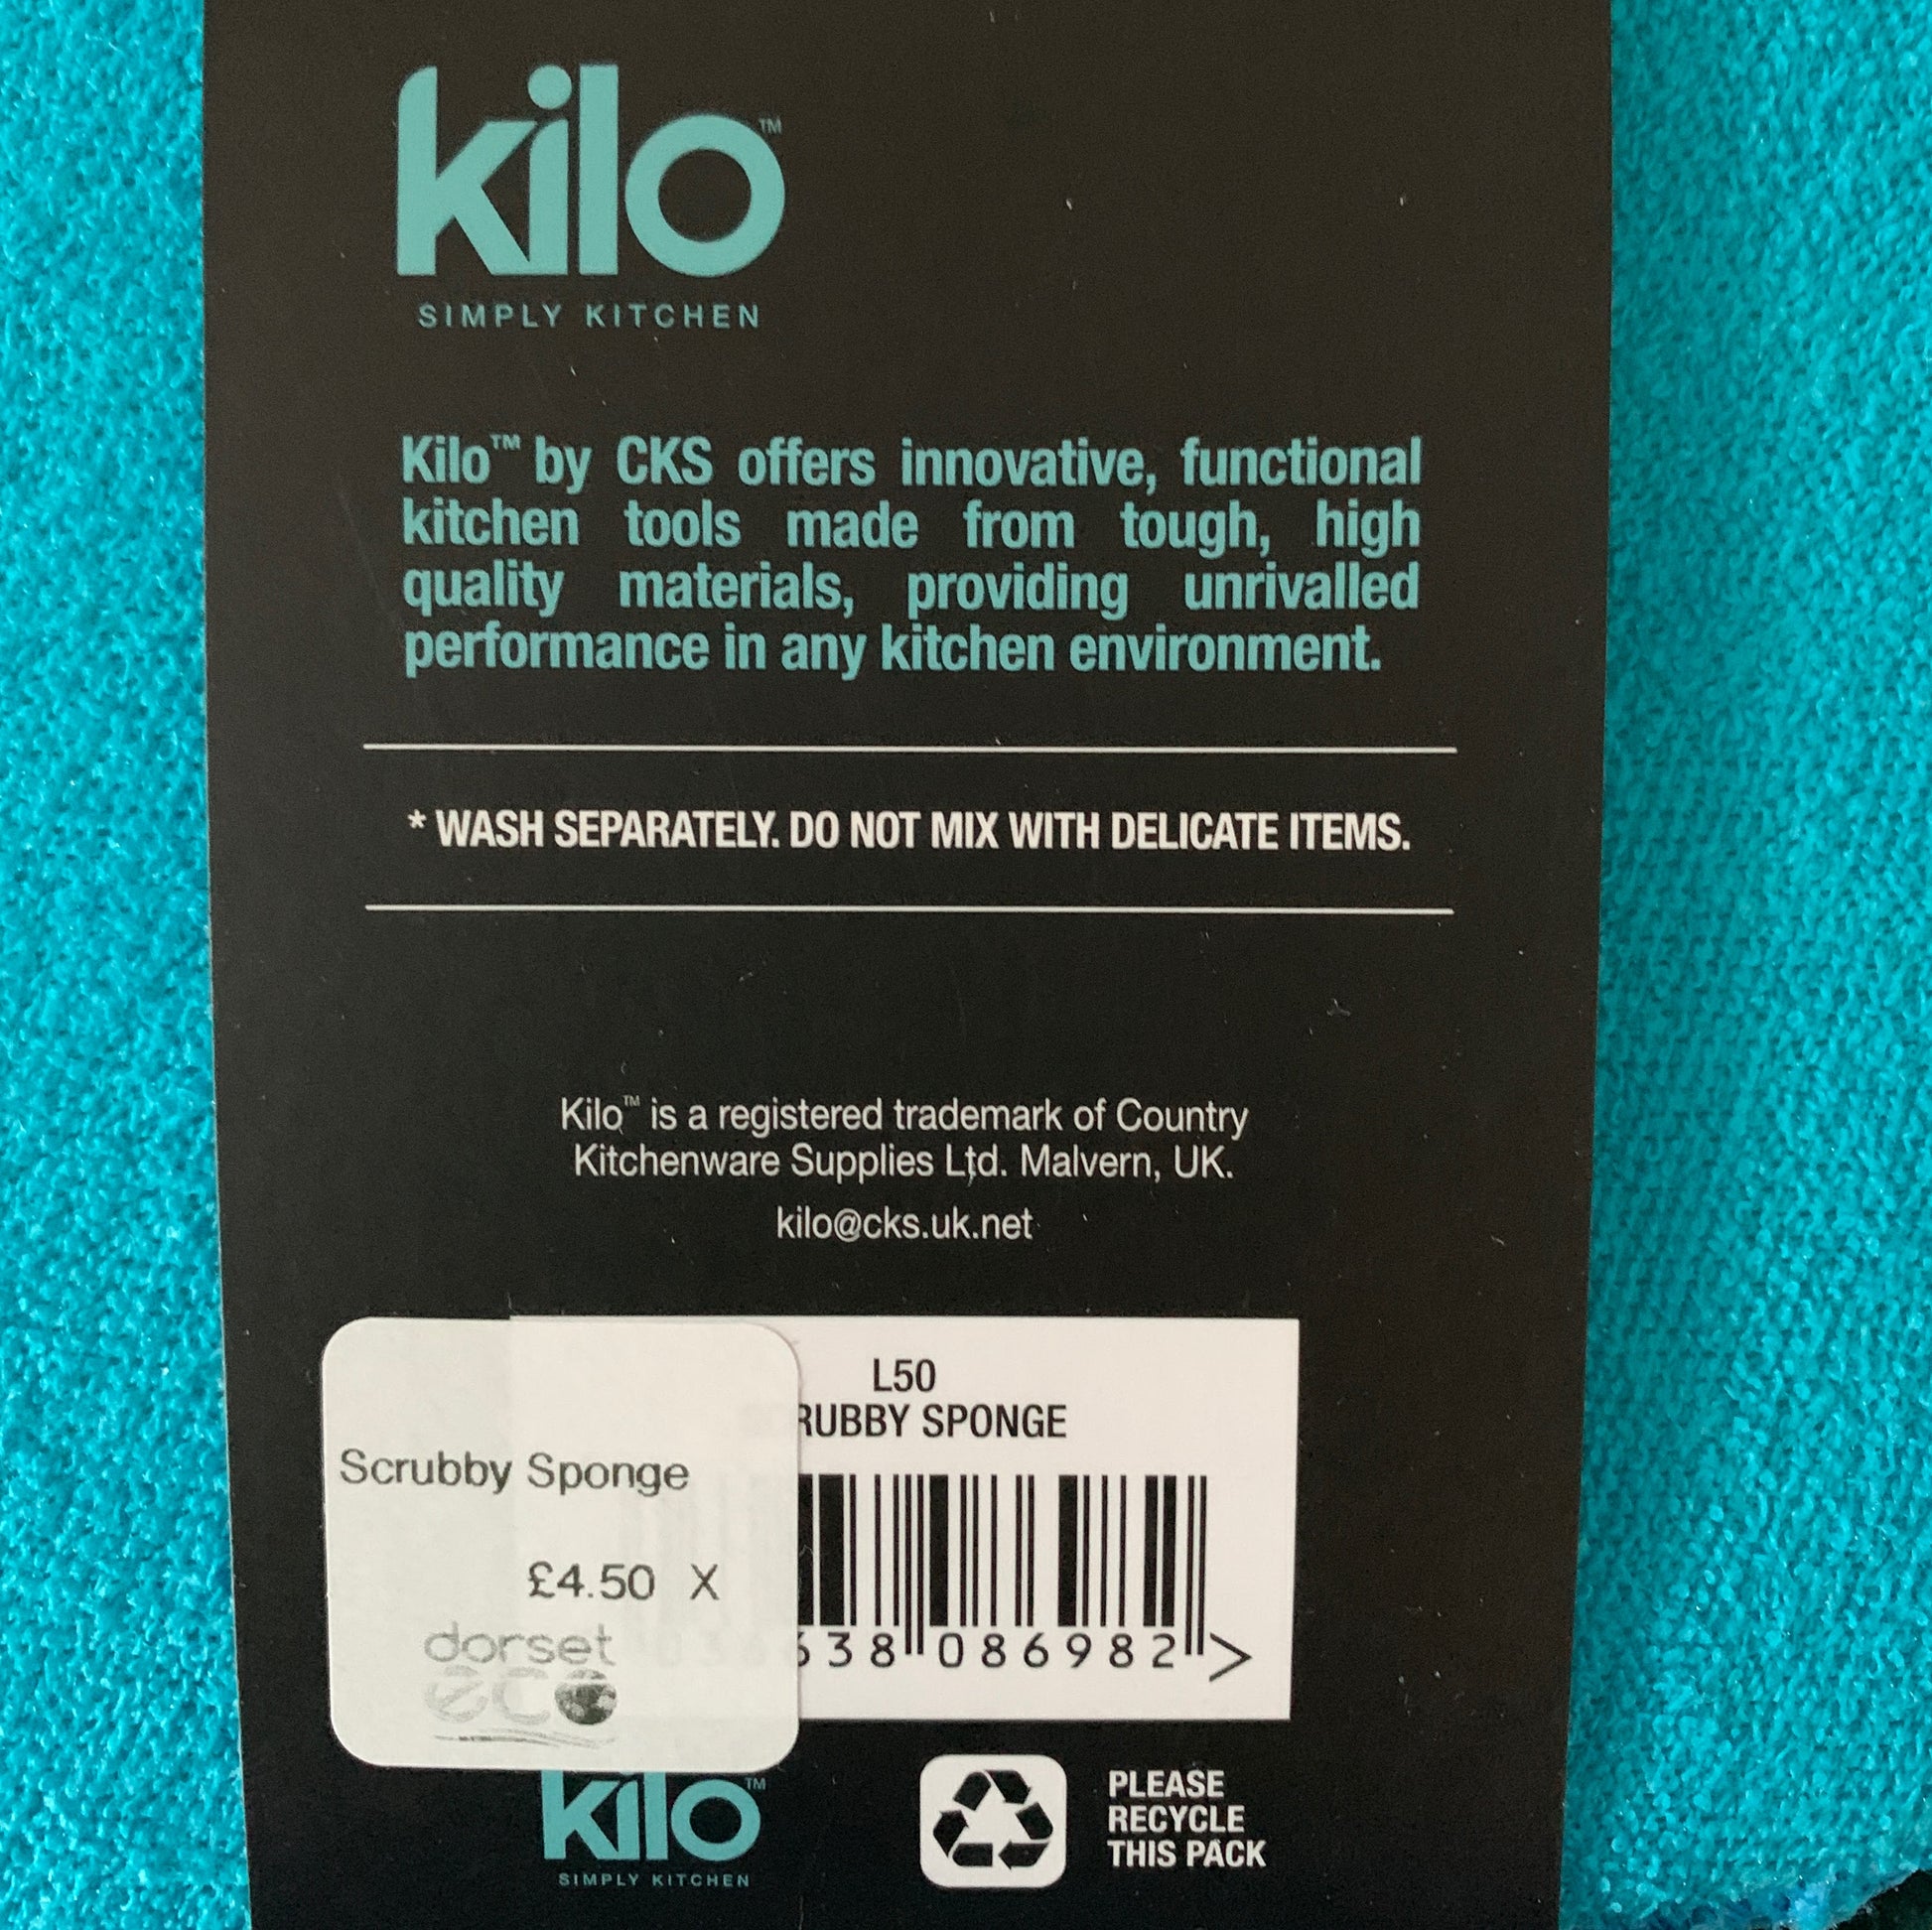 kilo™
SIMPLY KITCHEN
Kilo™ by CKS offers innovative, functional
kitchen tools made from tough, high
quality materials, providing unrivalled
performance in any kitchen environment.
* WASH SEPARATELY. DO NOT MIX WITH DELICATE ITEMS.
Kilo™ is a registered trademark of Country
Kitchenware Supplies Ltd. Malvern, UK.
kilo@cks.uk.net
L50
RUBBY SPONGE
Scrubby Sponge
£4.50 X
dorset
eco
638 086982 >
kilo™
SIMPLY KITCHEN
PLEASE
RECYCLE
THIS PACK